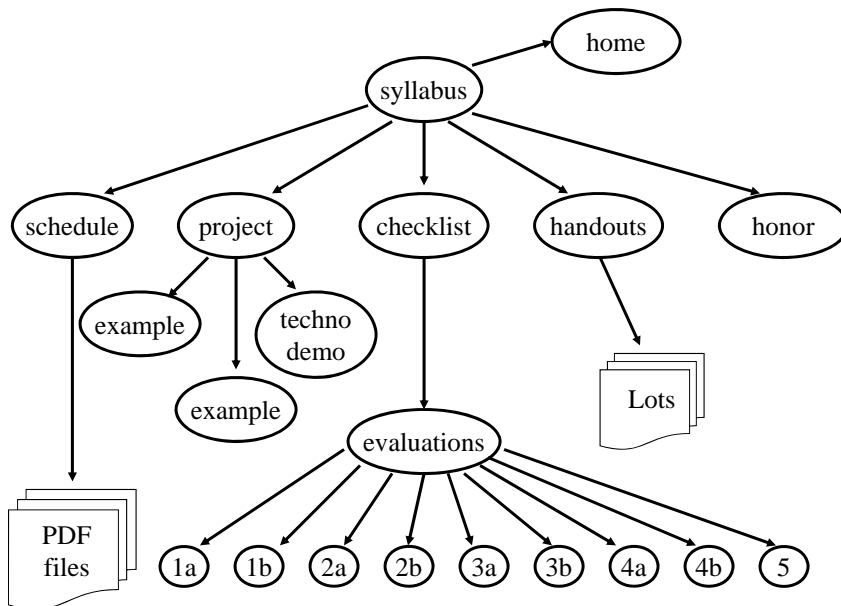 home
syllabus
schedule
project
checklist
handouts
honor
example
techno
demo
example
Lots
evaluations
PDF
files
1a
1b
2a
2b
3a
3b
4a
4b
5